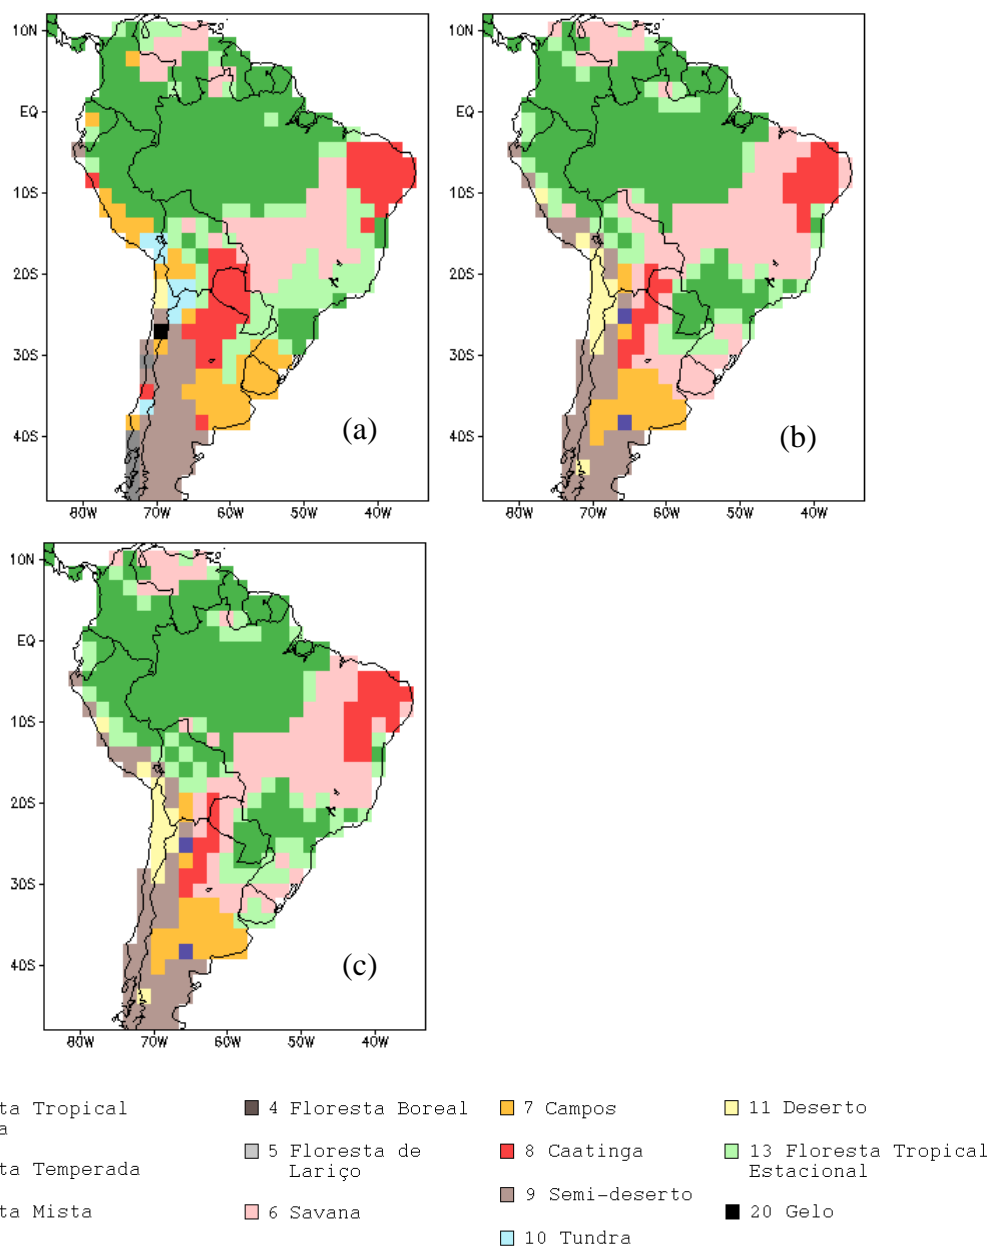 10N
EQ
10S
20S
30S
40S
80W 70W 60W 50W 40W
(a)
10N
EQ
10S
20S
30S
40S
80W 70W 60W 50W 40W
(b)
10N
EQ
10S
20S
30S
40S
80W 70W 60W 50W 40W
(c)
ta Tropical
a
ta Temperada
ta Mista
4 Floresta Boreal
5 Floresta de
Lariço
6 Savana
7 Campos
8 Caatinga
9 Semi-deserto
10 Tundra
11 Deserto
13 Floresta Tropical
Estacional
20 Gelo